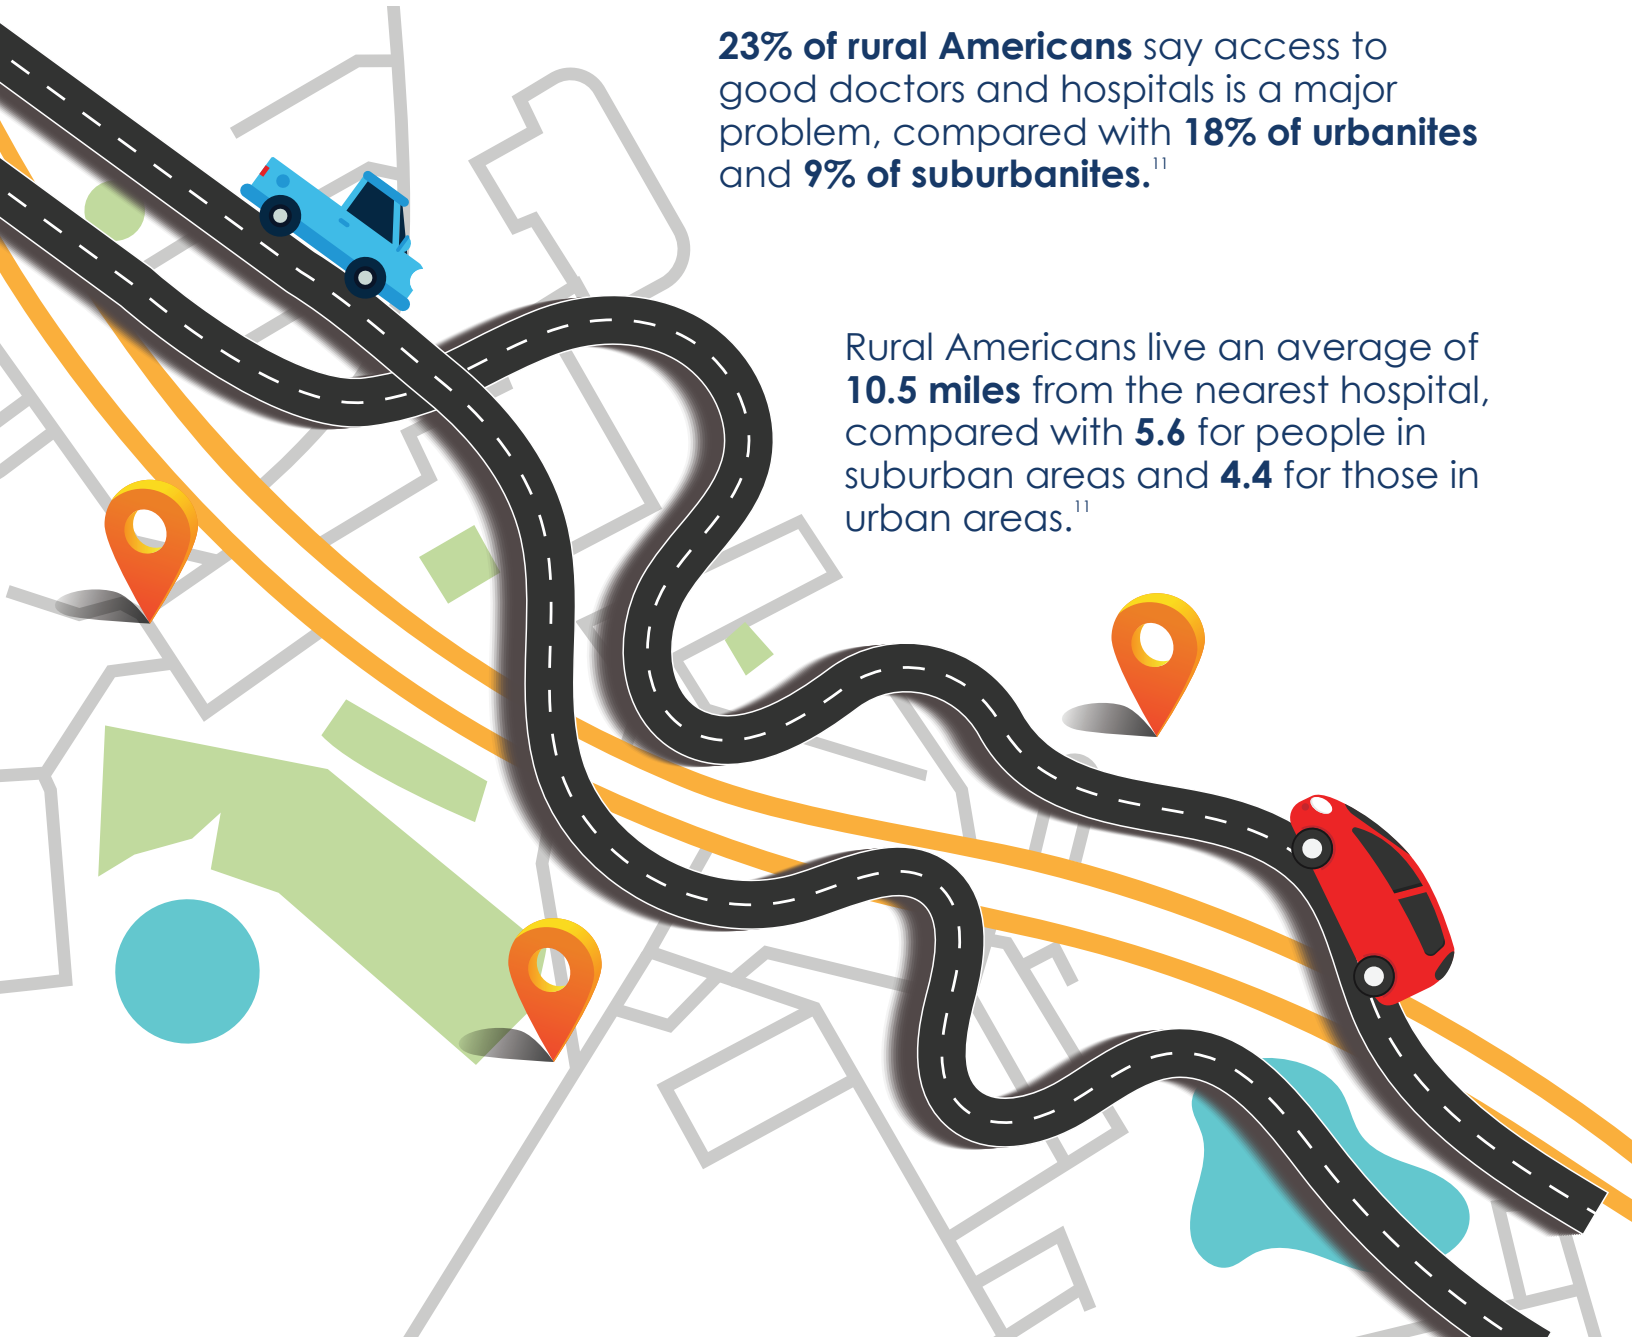 23% of rural Americans say access to
good doctors and hospitals is a major
problem, compared with 18% of urbanites
and 9% of suburbanites.11
Rural Americans live an average of
10.5 miles from the nearest hospital,
compared with 5.6 for people in
suburban areas and 4.4 for those in
urban areas.11